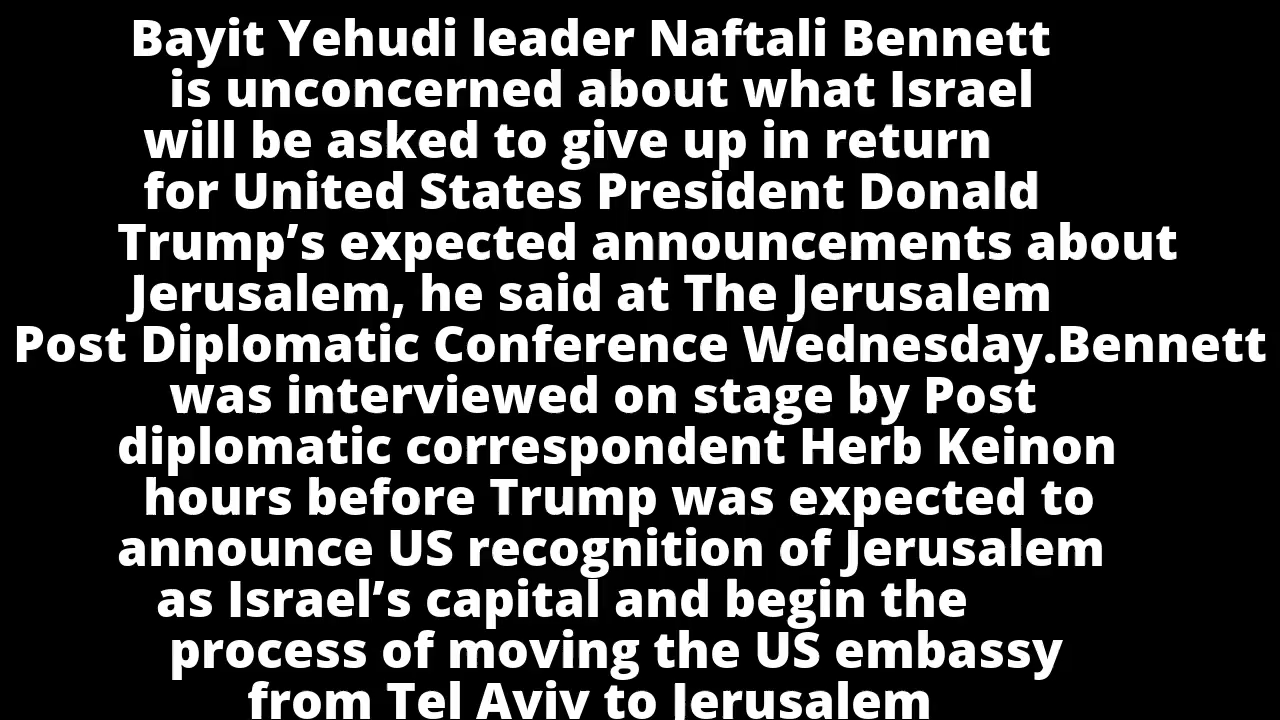 Bayit Yehudi leader Naftali Bennett
is unconcerned about what Israel
will be asked to give up in return
for United States President Donald
Trump’s expected announcements about
Jerusalem, he said at The Jerusalem
Post Diplomatic Conference Wednesday.Bennett
was interviewed on stage by Post
diplomatic correspondent Herb Keinon
hours before Trump was expected to
announce US recognition of Jerusalem
as Israel’s capital and begin the
process of moving the US embassy
from Tel Aviv to Jerusalem